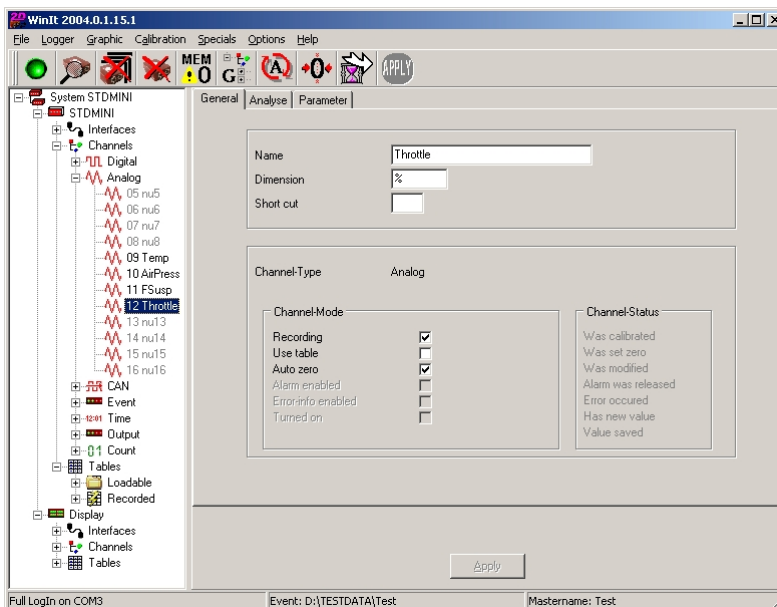 WinIt 2004.0.1.15.1
File Logger Graphic Calibration Specials Options Help
MEM 0 G A 0 APPLY
System STDMINI
STDMINI
Interfaces
Channels
Digital
Analog
05 nu5
06 nu6
07 nu7
08 nu8
09 Temp
10 AirPress
11 FSusp
12 Throttle
13 nu13
14 nu14
15 nu15
16 nu16
CAN
Event
12:01 Time
Output
01 Count
Tables
Loadable
Recorded
Display
Interfaces
Channels
Tables
General Analyse Parameter
Name Throttle
Dimension %
Short cut
Channel-Type Analog
Channel-Mode
Recording
Use table
Auto zero
Alarm enabled
Error-info enabled
Turned on
Channel-Status
Was calibrated
Was set zero
Was modified
Alarm was released
Error occured
Has new value
Value saved
Apply
Full LogIn on COM3 Event: D:\TESTDATA\Test Mastername: Test